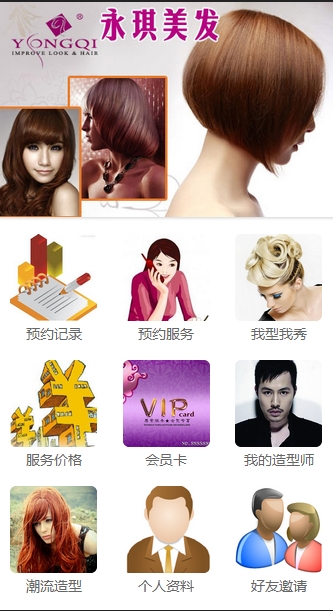 永琪美发
YONGQI
®
IMPROVE LOOK & HAIR
预约记录
预约服务
我型我秀
VIP
card
服务价格
会员卡
我的造型师
潮流造型
个人资料
好友邀请